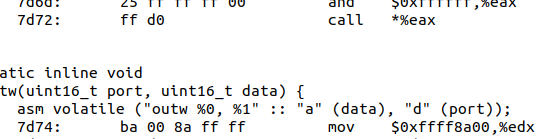 7d6d: 25 ff ff ff 00 and $0xffffff,%eax
7d72: ff d0 call *%eax
atic inline void
tw(uint16_t port, uint16_t data) {
asm volatile ("outw %0, %1" :: "a" (data), "d" (port));
7d74: ba 00 8a ff ff mov $0xffff8a00,%edx